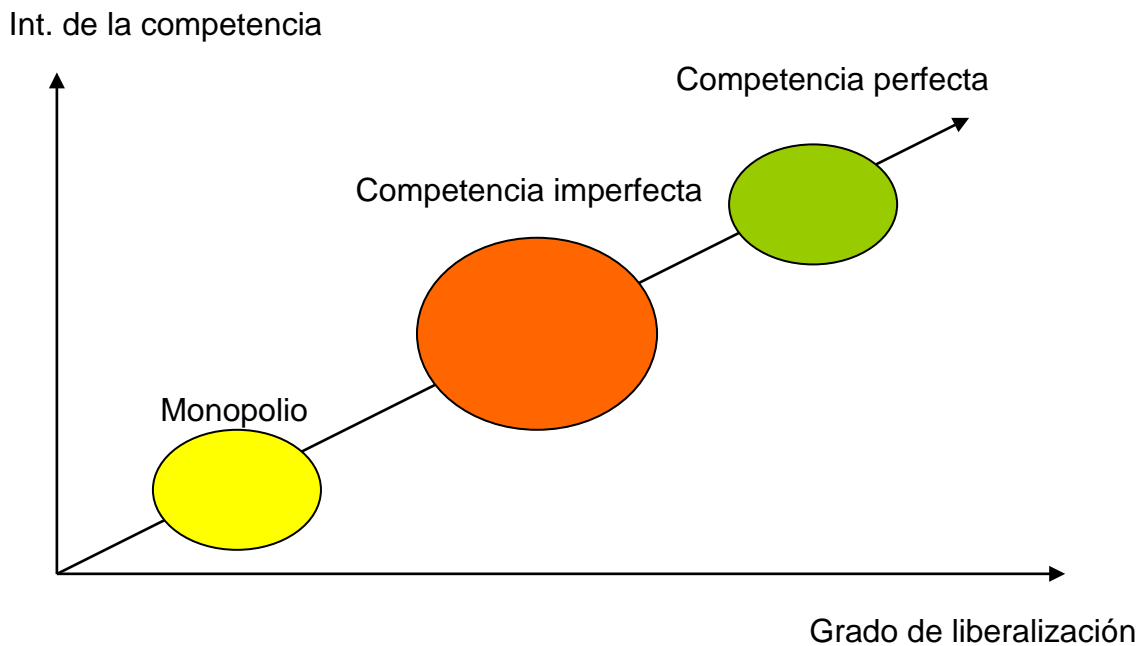 Int. de la competencia
Competencia perfecta
Competencia imperfecta
Monopolio
Grado de liberalización